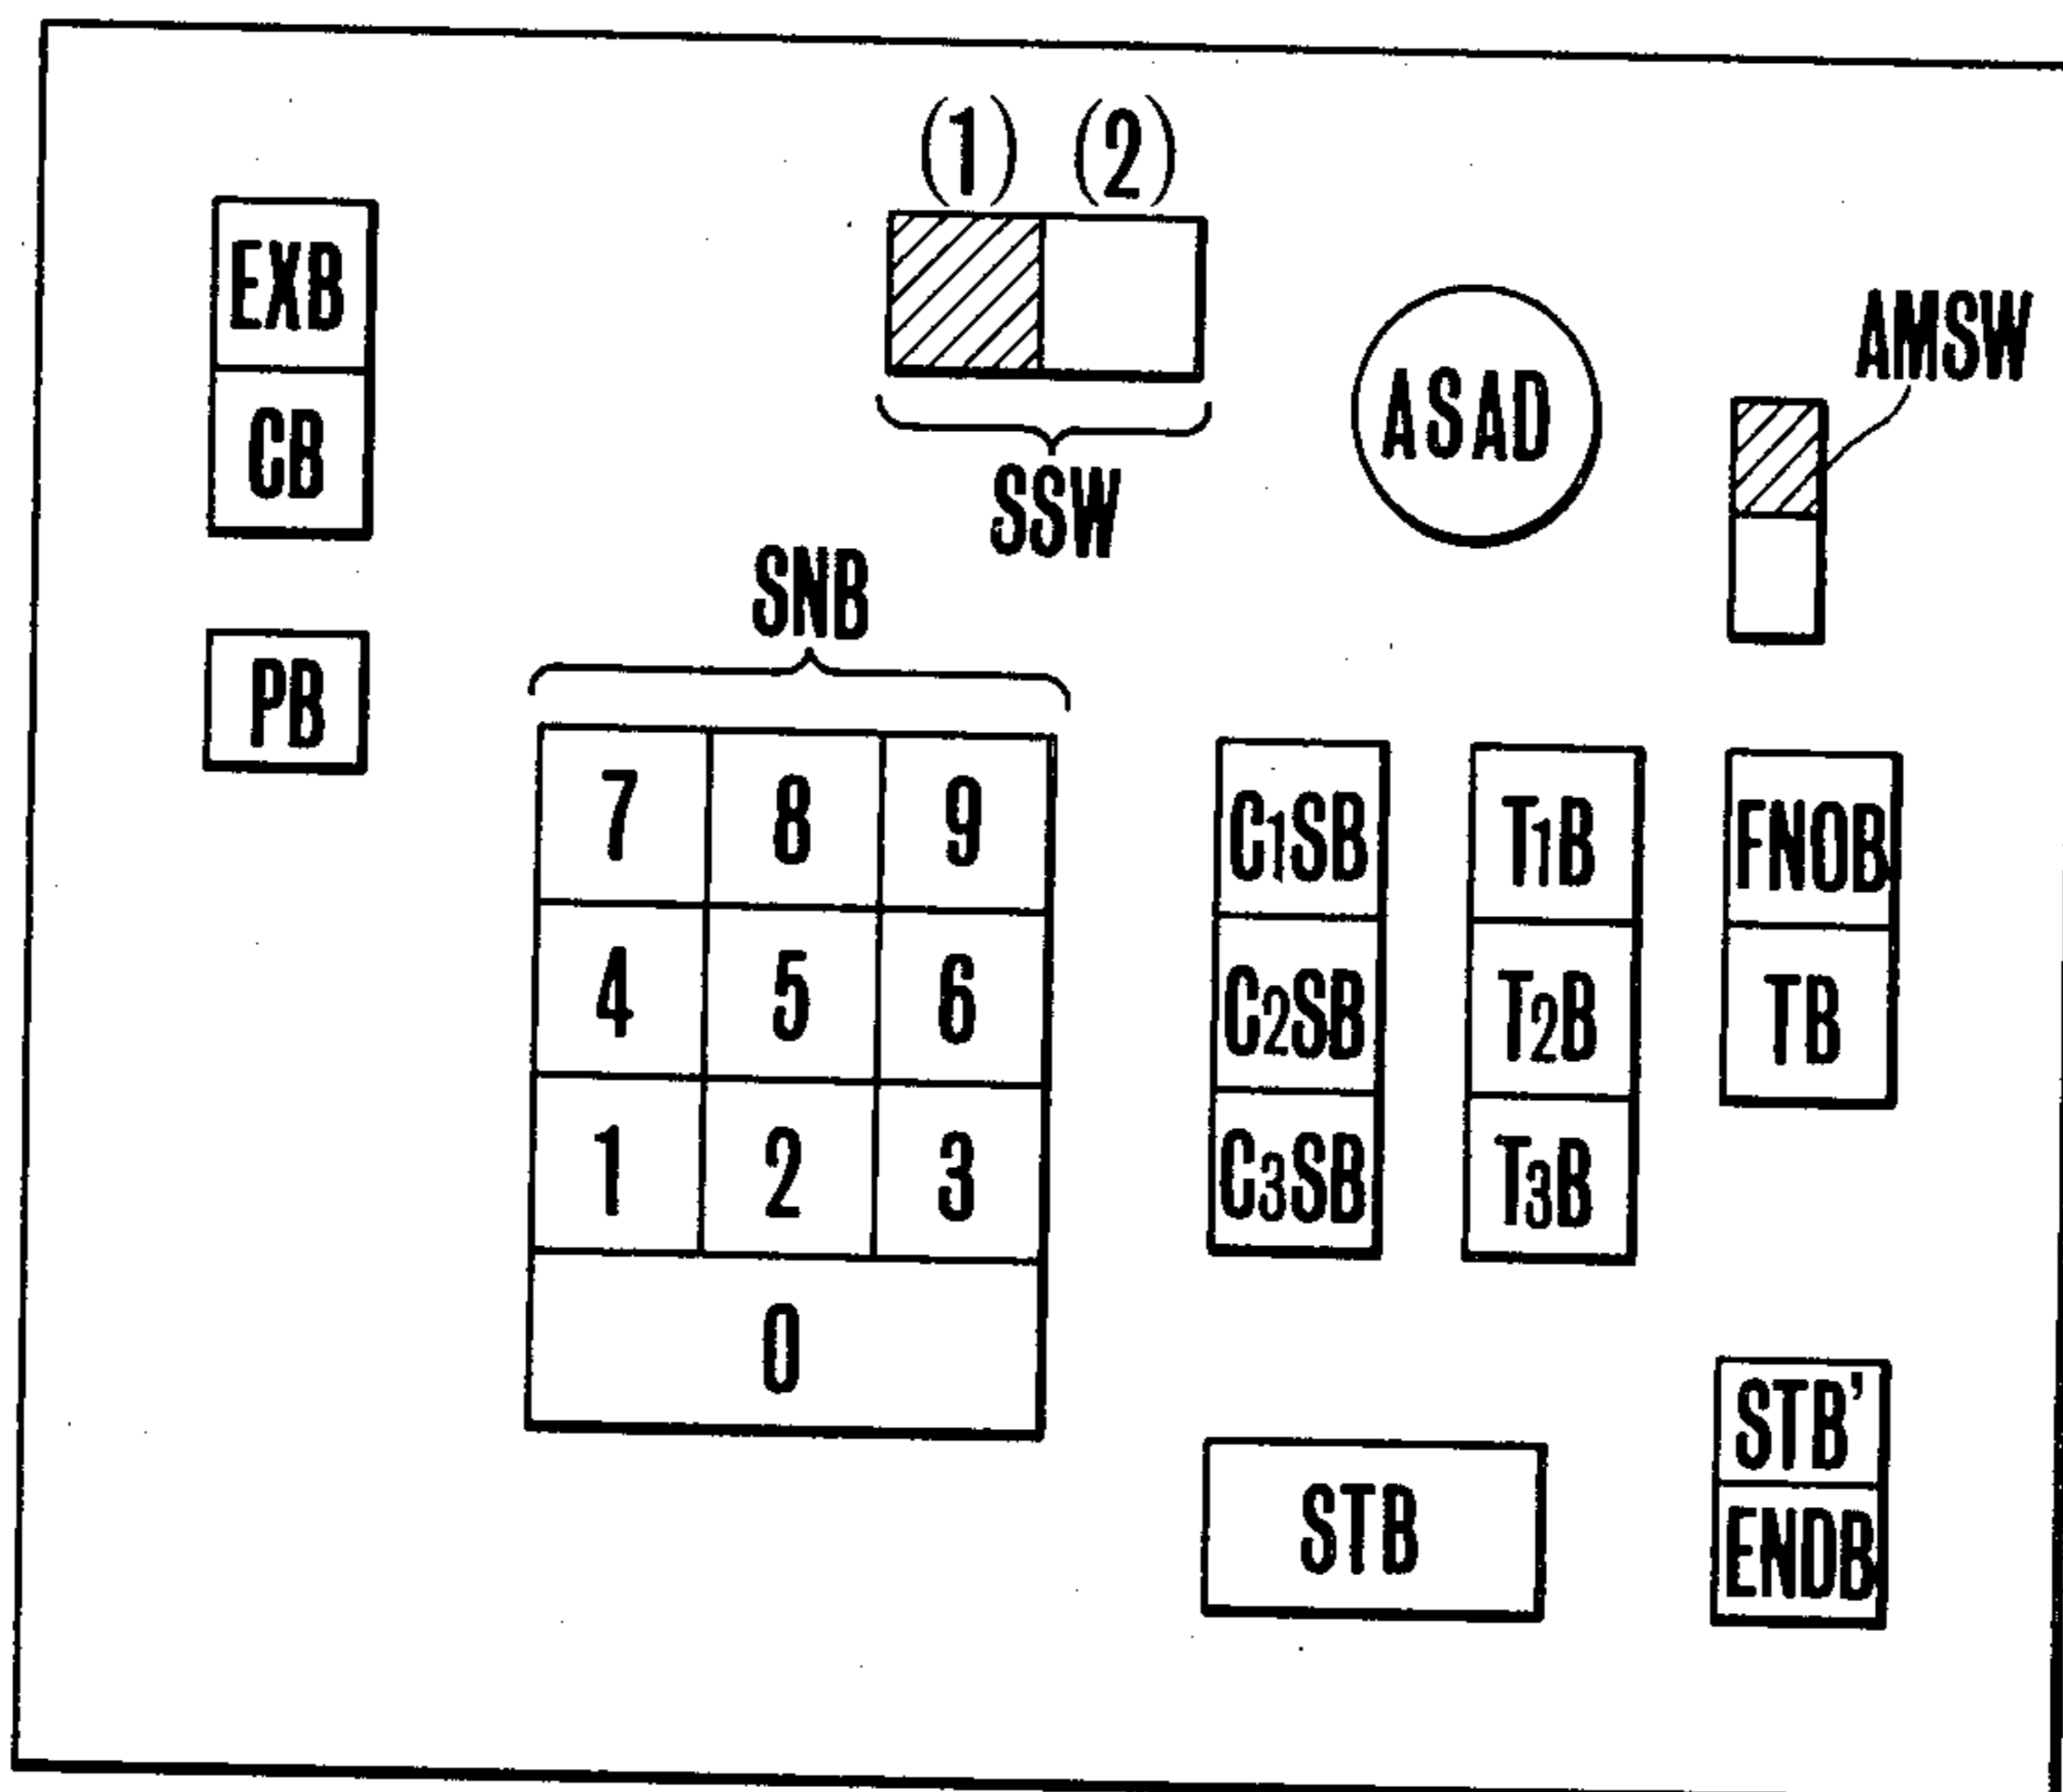 (1) (2)
EXB
CB
SSW
ASAD
AMSW
PB
SNB
7 8 9
4 5 6
1 2 3
0
C1SB
C2SB
C3SB
T1B
T2B
T3B
FNOB
TB
STB
STB'
ENDB